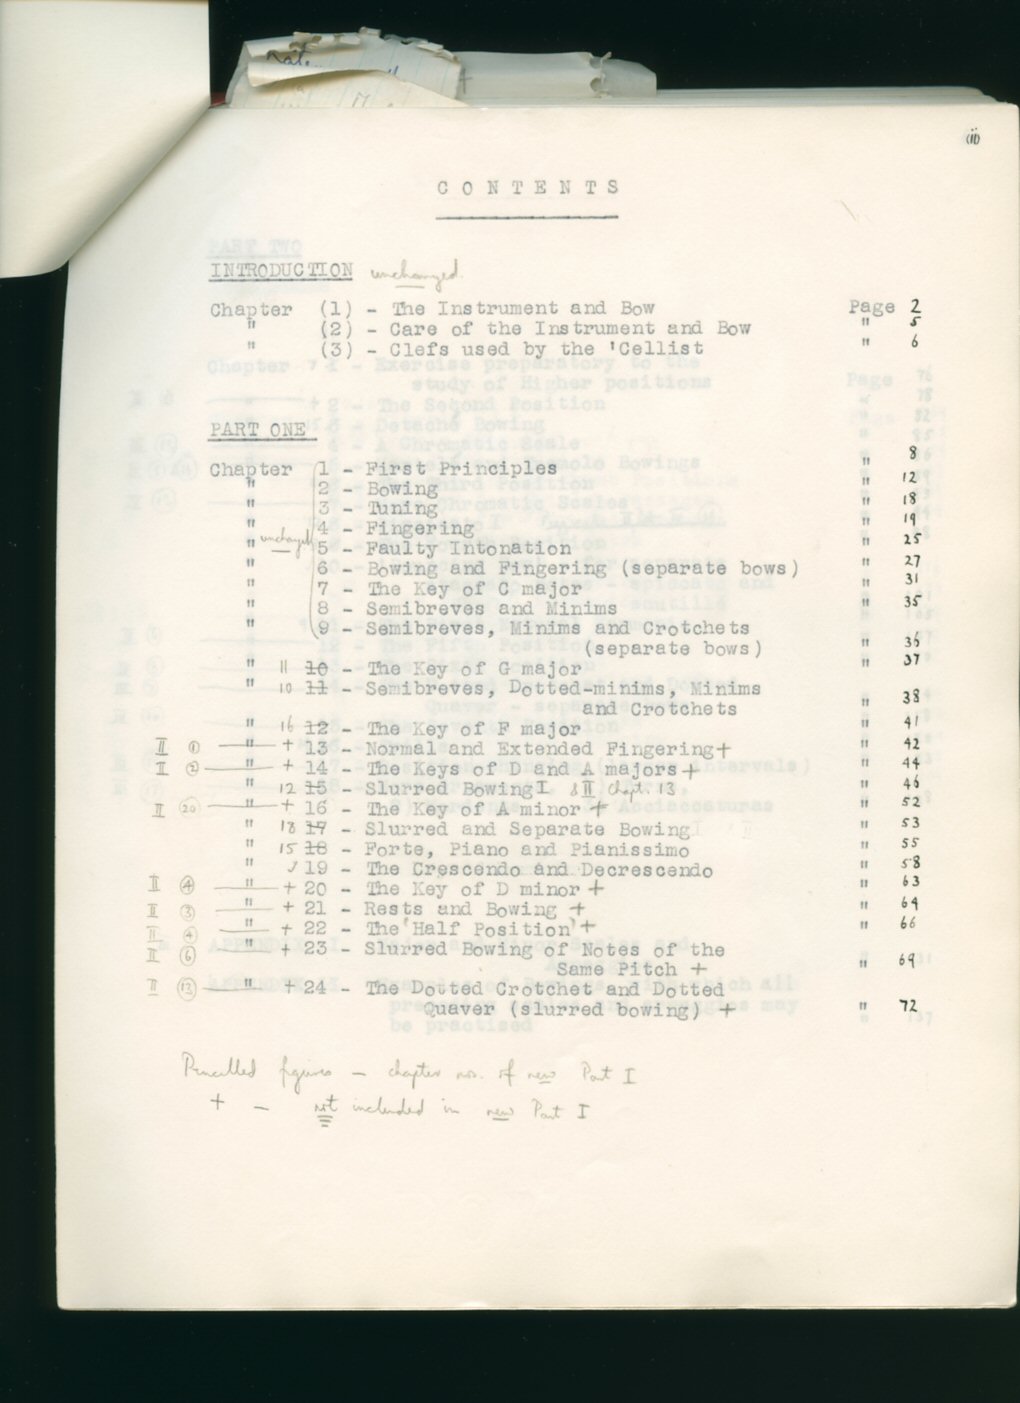 (ii)
CONTENTS
INTRODUCTION unchanged.
Chapter (1) - The Instrument and Bow Page 2
" (2) - Care of the Instrument and Bow " 5
" (3) - Clefs used by the 'Cellist " 6
PART ONE
Chapter 1 - First Principles " 8
" 2 - Bowing " 12
" 3 - Tuning " 18
" 4 - Fingering " 19
" unchanged 5 - Faulty Intonation " 25
" 6 - Bowing and Fingering (separate bows) " 27
" 7 - The Key of C major " 31
" 8 - Semibreves and Minims " 35
" 9 - Semibreves, Minims and Crotchets
(separate bows) " 36
" 11 10 - The Key of G major " 37
" 10 11 - Semibreves, Dotted-minims, Minims
and Crotchets " 38
" 16 12 - The Key of F major " 41
II 1 " + 13 - Normal and Extended Fingering + " 42
II 2 " + 14 - The Keys of D and A majors + " 44
" 12 15 - Slurred Bowing I & II Chapt. 13 " 46
II 20 " + 16 - The Key of A minor + " 52
" 13 17 - Slurred and Separate Bowing " 53
" 15 18 - Forte, Piano and Pianissimo " 55
" 19 - The Crescendo and Decrescendo " 58
II 4 " + 20 - The Key of D minor + " 63
II 3 " + 21 - Rests and Bowing + " 64
II 4 " + 22 - The 'Half Position' + " 66
II 6 " + 23 - Slurred Bowing of Notes of the
Same Pitch + " 69
II 13 " + 24 - The Dotted Crotchet and Dotted
Quaver (slurred bowing) + " 72
Pencilled figures - chapter nos. of new Part I
+ - not included in new Part I